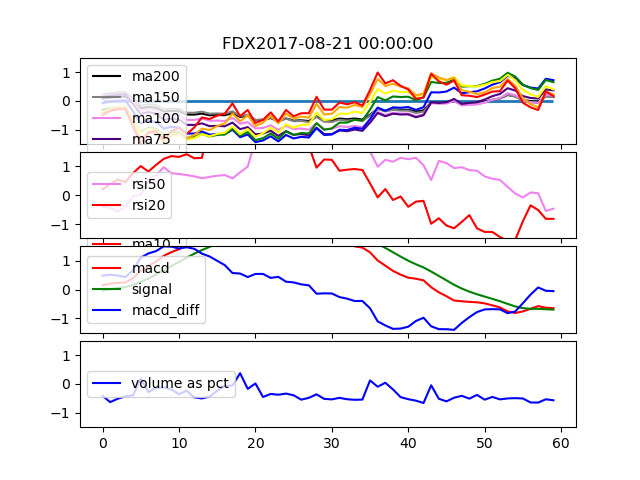 FDX2017-08-21 00:00:00
1
0
−1
ma200
ma150
ma100
ma75
1
0
−1
rsi50
rsi20
ma10
1
0
−1
macd
signal
macd_diff
1
0
−1
volume as pct
0 10 20 30 40 50 60